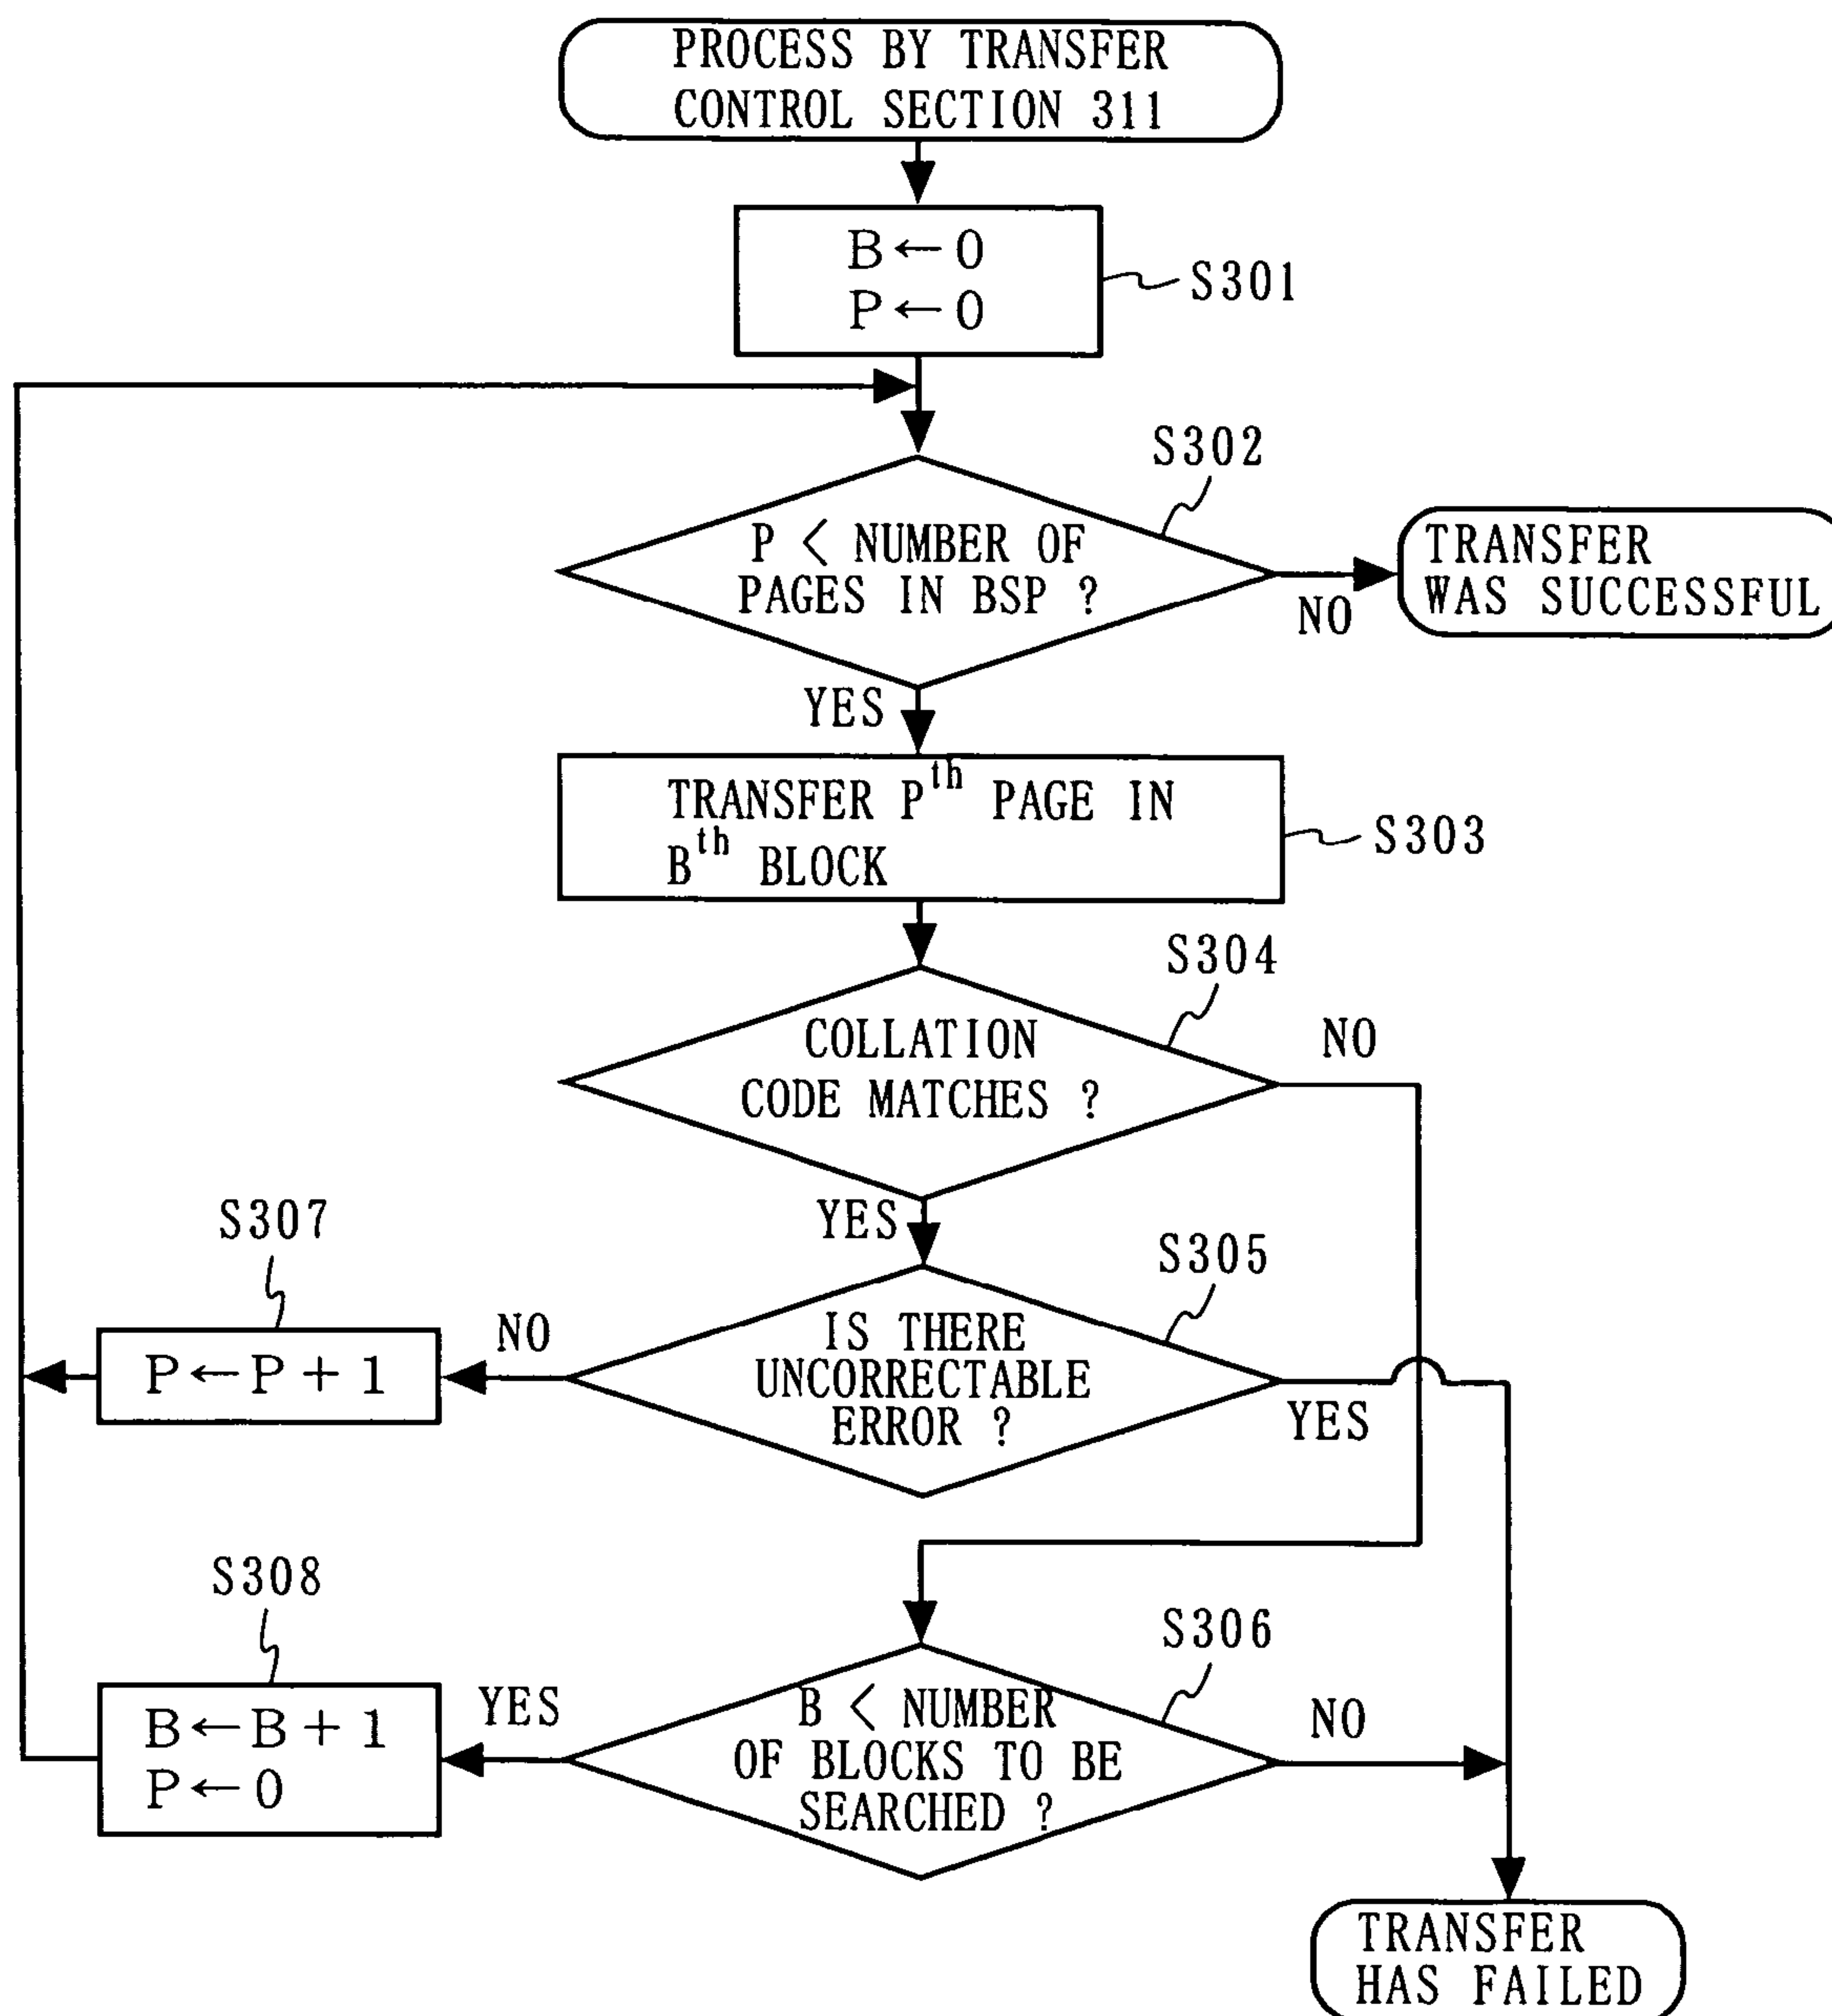 PROCESS BY TRANSFER
CONTROL SECTION 311
B←0
P←0
S301
S302
P < NUMBER OF
PAGES IN BSP ?
NO
TRANSFER
WAS SUCCESSFUL
YES
TRANSFER Pth PAGE IN
Bth BLOCK
S303
S304
COLLATION
CODE MATCHES ?
NO
YES
S305
IS THERE
UNCORRECTABLE
ERROR ?
NO
YES
S307
P←P+1
S306
B < NUMBER
OF BLOCKS TO BE
SEARCHED ?
YES
NO
S308
B←B+1
P←0
TRANSFER
HAS FAILED